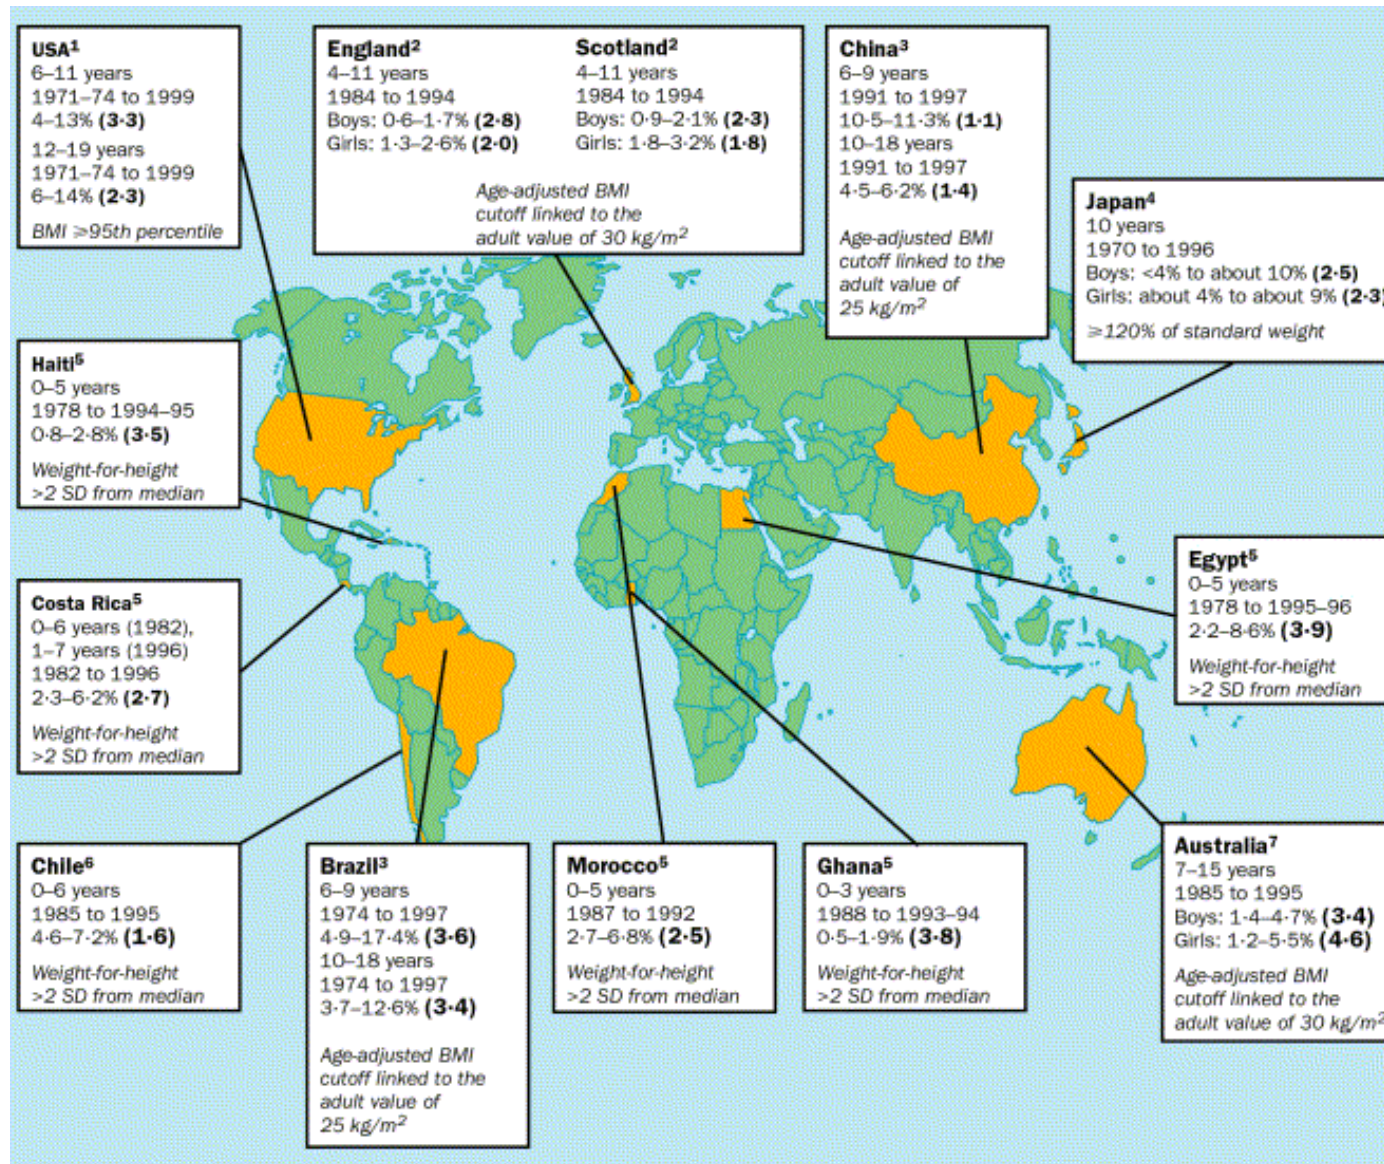 USA¹
6–11 years
1971–74 to 1999
4–13% (3·3)
12–19 years
1971–74 to 1999
6–14% (2·3)
BMI ⩾95th percentile
England²
4–11 years
1984 to 1994
Boys: 0·6–1·7% (2·8)
Girls: 1·3–2·6% (2·0)
Scotland²
4–11 years
1984 to 1994
Boys: 0·9–2·1% (2·3)
Girls: 1·8–3·2% (1·8)
Age-adjusted BMI
cutoff linked to the
adult value of 30 kg/m²
China³
6–9 years
1991 to 1997
10·5–11·3% (1·1)
10–18 years
1991 to 1997
4·5–6·2% (1·4)
Age-adjusted BMI
cutoff linked to the
adult value of
25 kg/m²
Japan⁴
10 years
1970 to 1996
Boys: <4% to about 10% (2·5)
Girls: about 4% to about 9% (2·3)
⩾120% of standard weight
Haiti⁵
0–5 years
1978 to 1994–95
0·8–2·8% (3·5)
Weight-for-height
>2 SD from median
Egypt⁵
0–5 years
1978 to 1995–96
2·2–8·6% (3·9)
Weight-for-height
>2 SD from median
Costa Rica⁵
0–6 years (1982),
1–7 years (1996)
1982 to 1996
2·3–6·2% (2·7)
Weight-for-height
>2 SD from median
Chile⁶
0–6 years
1985 to 1995
4·6–7·2% (1·6)
Weight-for-height
>2 SD from median
Brazil³
6–9 years
1974 to 1997
4·9–17·4% (3·6)
10–18 years
1974 to 1997
3·7–12·6% (3·4)
Age-adjusted BMI
cutoff linked to the
adult value of
25 kg/m²
Morocco⁵
0–5 years
1987 to 1992
2·7–6·8% (2·5)
Weight-for-height
>2 SD from median
Ghana⁵
0–3 years
1988 to 1993–94
0·5–1·9% (3·8)
Weight-for-height
>2 SD from median
Australia⁷
7–15 years
1985 to 1995
Boys: 1·4–4·7% (3·4)
Girls: 1·2–5·5% (4·6)
Age-adjusted BMI
cutoff linked to the
adult value of 30 kg/m²